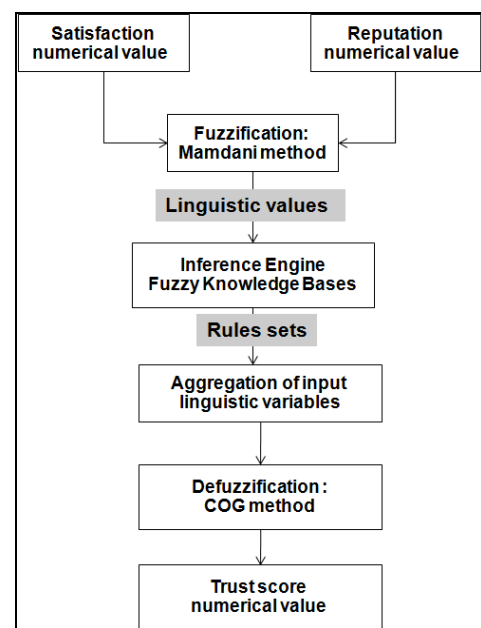 Satisfaction
numerical value
Reputation
numerical value
Fuzzification:
Mamdani method
Linguistic values
Inference Engine
Fuzzy Knowledge Bases
Rules sets
Aggregation of input
linguistic variables
Defuzzification :
COG method
Trust score
numerical value